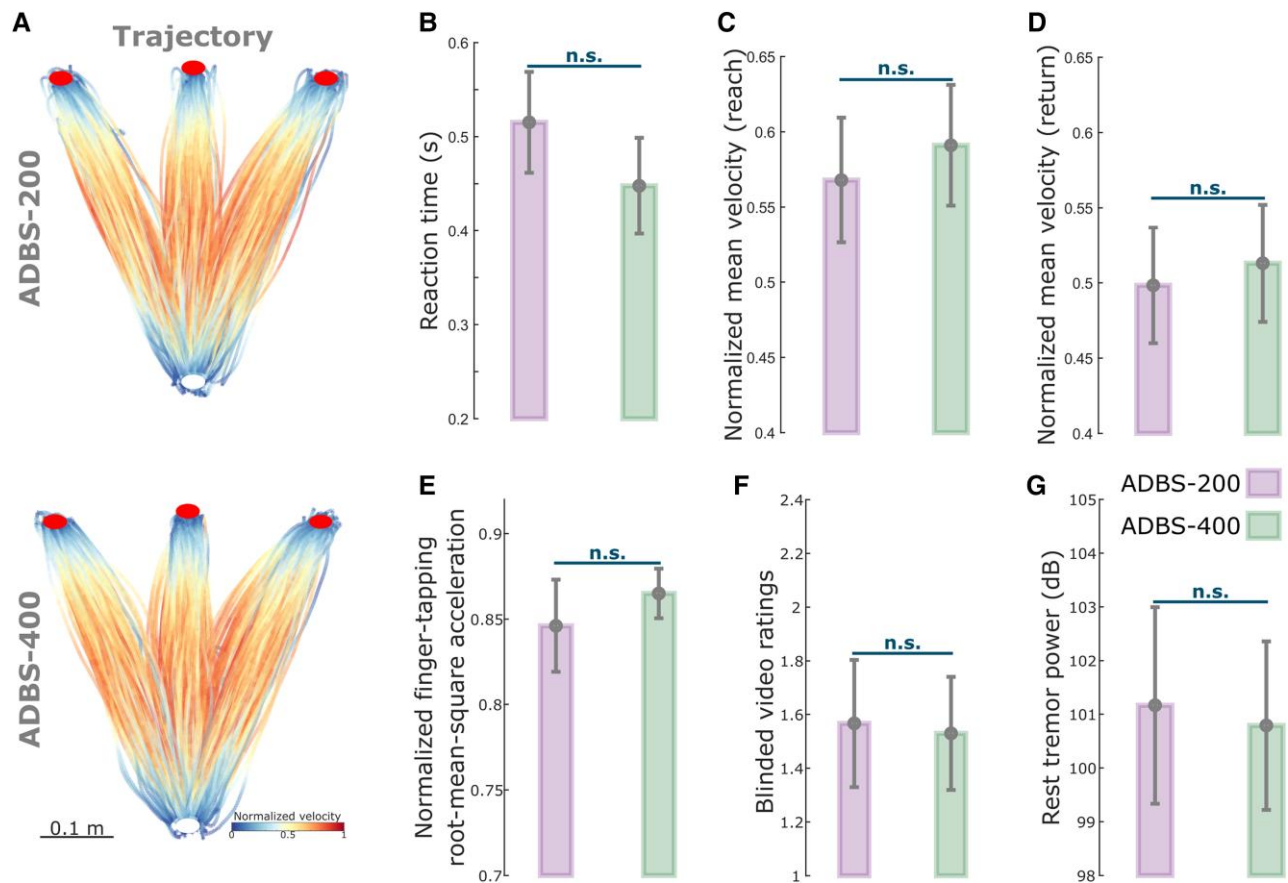 A
Trajectory
ADBS-200
ADBS-400
0.1 m
Normalized velocity
0 0.5 1
B
Reaction time (s)
0.6
0.5
0.4
0.3
0.2
n.s.
C
Normalized mean velocity (reach)
0.65
0.6
0.55
0.5
0.45
0.4
n.s.
D
Normalized mean velocity (return)
0.65
0.6
0.55
0.5
0.45
0.4
n.s.
E
Normalized finger-tapping
root-mean-square acceleration
0.9
0.85
0.8
0.75
0.7
n.s.
F
Blinded video ratings
2.4
2.2
2
1.8
1.6
1.4
1.2
1
n.s.
G
ADBS-200
ADBS-400
Rest tremor power (dB)
105
104
103
102
101
100
99
98
n.s.